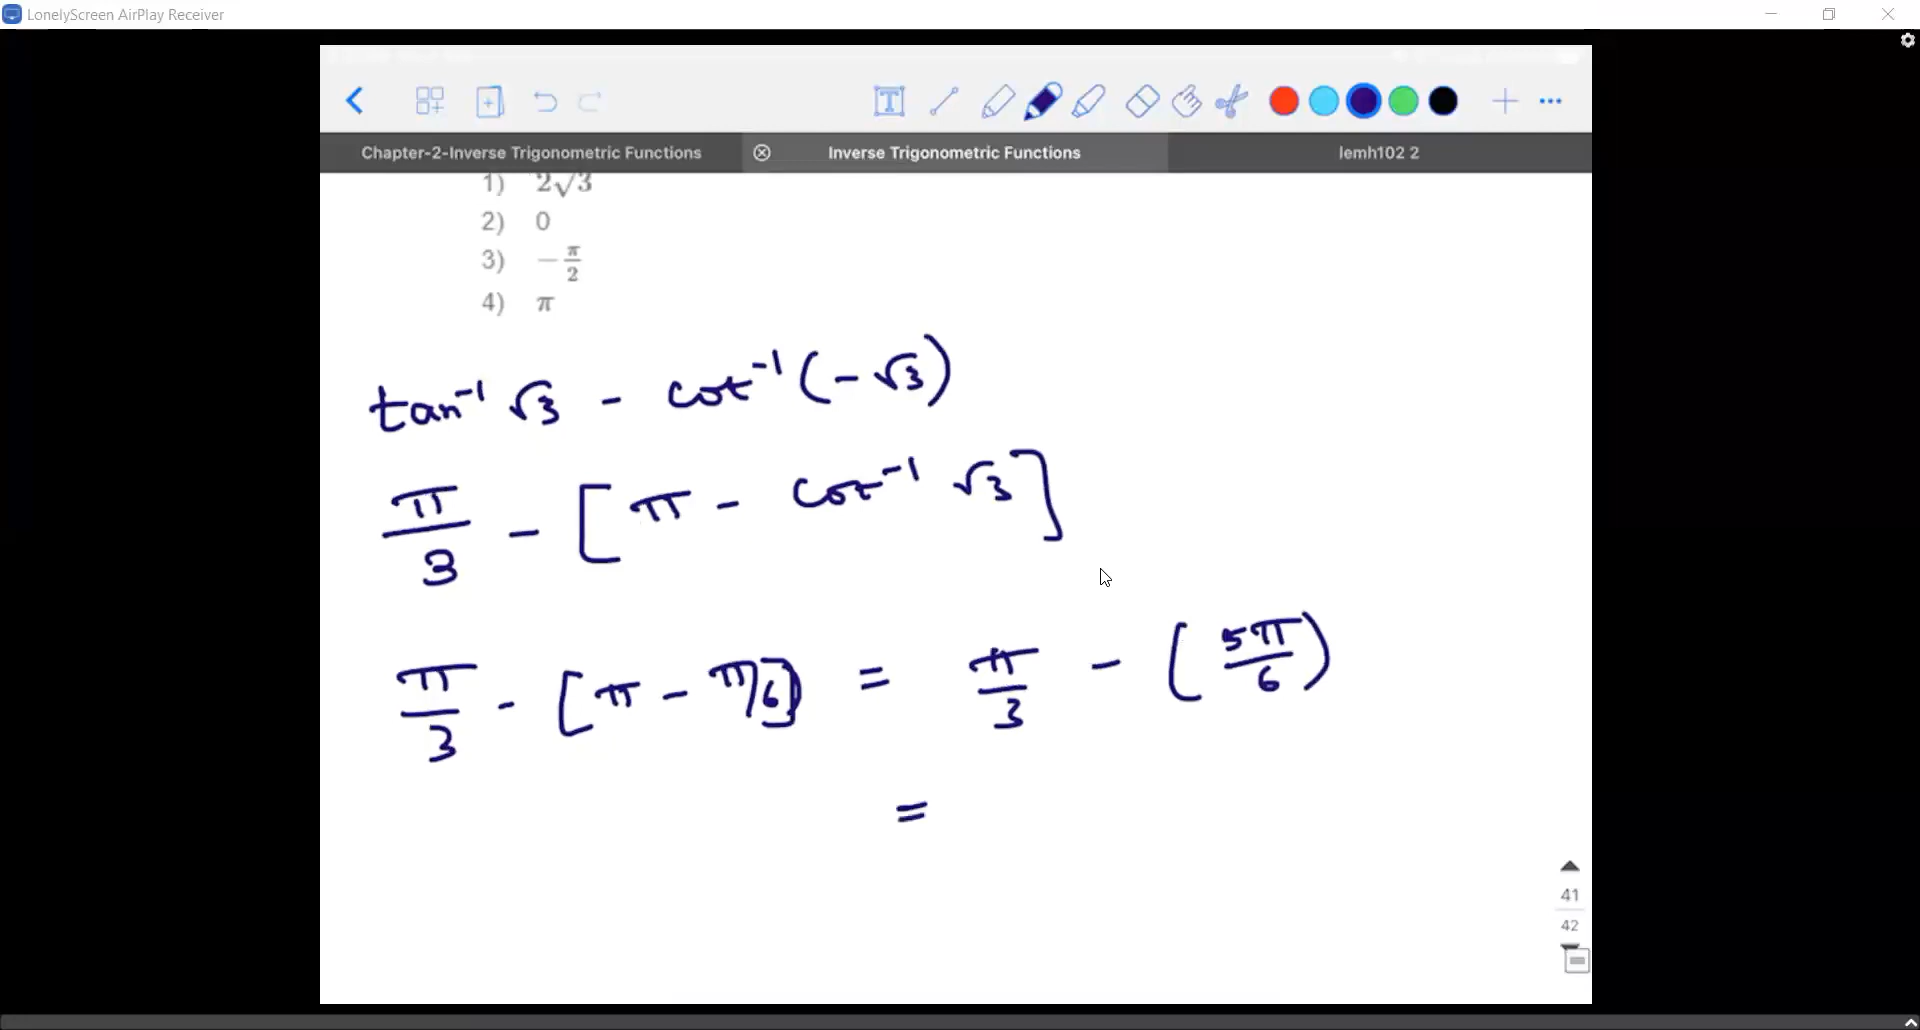 LonelyScreen AirPlay Receiver
Chapter-2-Inverse Trigonometric Functions
Inverse Trigonometric Functions
lemh102 2
1) 2√3
2) 0
3) -π/2
4) π
tan⁻¹ √3 - cot⁻¹ (-√3)
π/3 - [π - cot⁻¹ √3]
π/3 - [π - π/6] = π/3 - (5π/6)
=
41
42